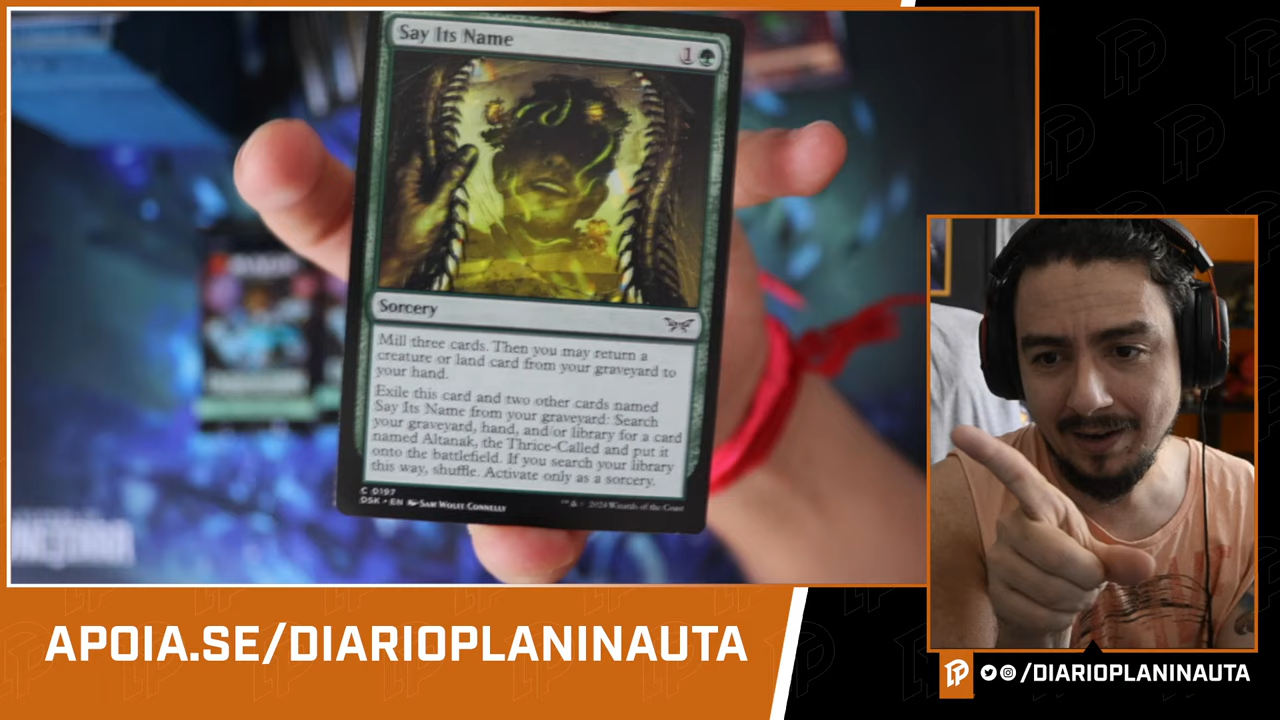 Say Its Name
1
Sorcery
Mill three cards. Then you may return a
creature or land card from your graveyard to
your hand.
Exile this card and two other cards named
Say Its Name from your graveyard: Search
your graveyard, hand, and/or library for a card
named Altanak, the Thrice-Called and put it
onto the battlefield. If you search your library
this way, shuffle. Activate only as a sorcery.
C 0197
DSK • EN SAM WOLFE CONNELLY
2024 Wizards of the Coast
APOIA.SE/DIARIOPLANINAUTA
/DIARIOPLANINAUTA